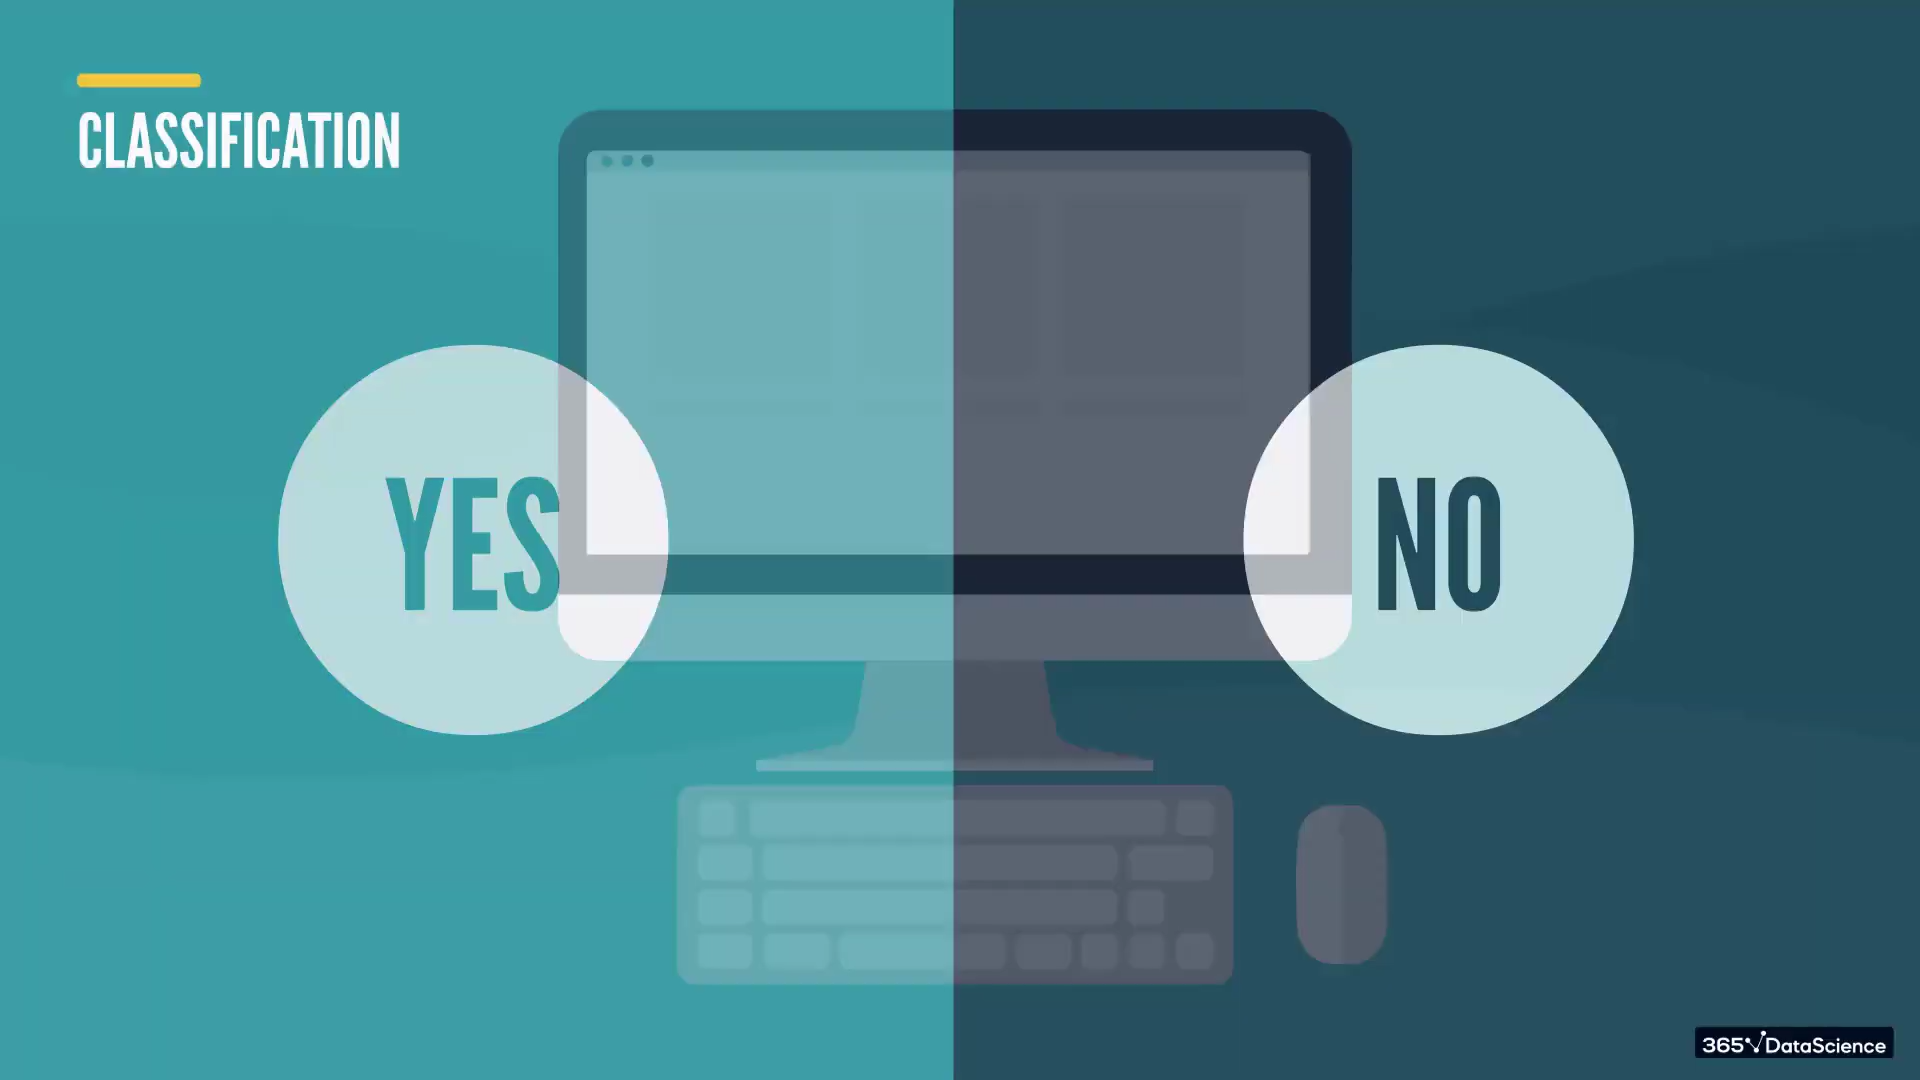 CLASSIFICATION
YES
NO
365 DataScience